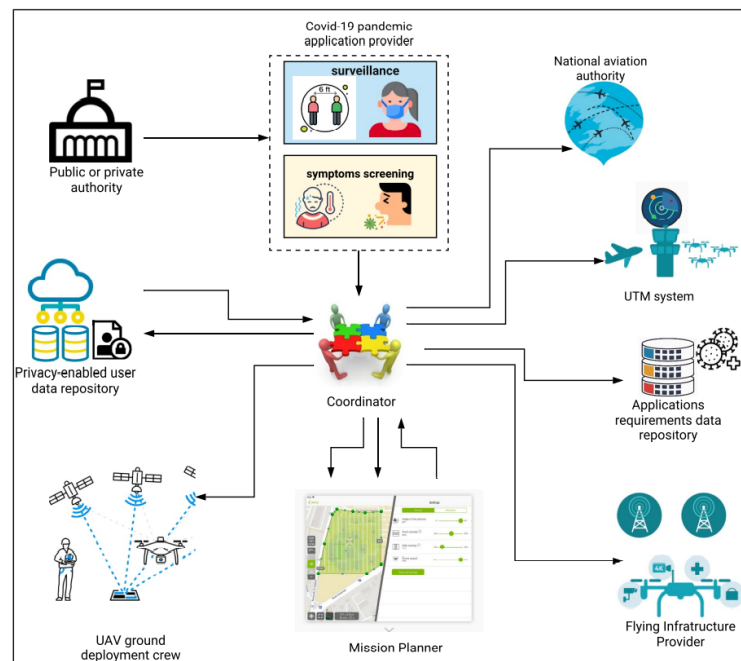 Covid-19 pandemic
application provider
surveillance
6 ft
symptoms screening
Public or private
authority
National aviation
authority
UTM system
Privacy-enabled user
data repository
Coordinator
Applications
requirements data
repository
4K
UAV ground
deployment crew
Mission Planner
Flying Infratructure
Provider